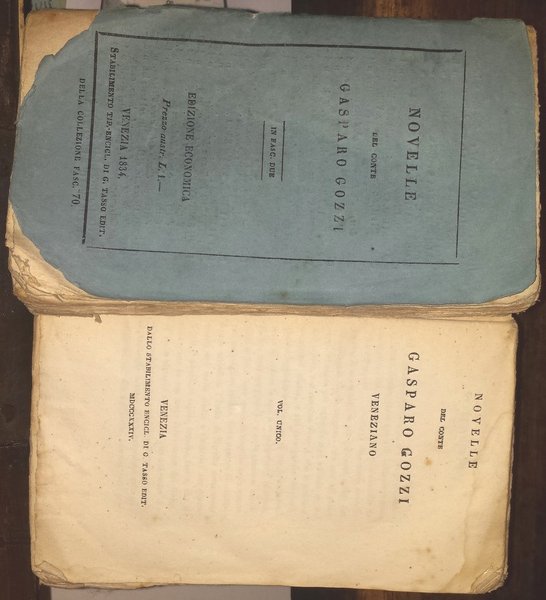 NOVELLE
DEL CONTE
GASPARO GOZZI
IN FASC. DUE
EDIZIONE ECONOMICA
Prezzo austr. L. 1.—
VENEZIA 1834,
STABILIMENTO TIP.-ENCICL. DI G. TASSO EDIT.
DELLA COLLEZIONE FASC. 70.
NOVELLE
DEL CONTE
GASPARO GOZZI
VENEZIANO
VOL. UNICO.
VENEZIA
DALLO STABILIMENTO ENCICL. DI G. TASSO EDIT.
MDCCCXXXIV.